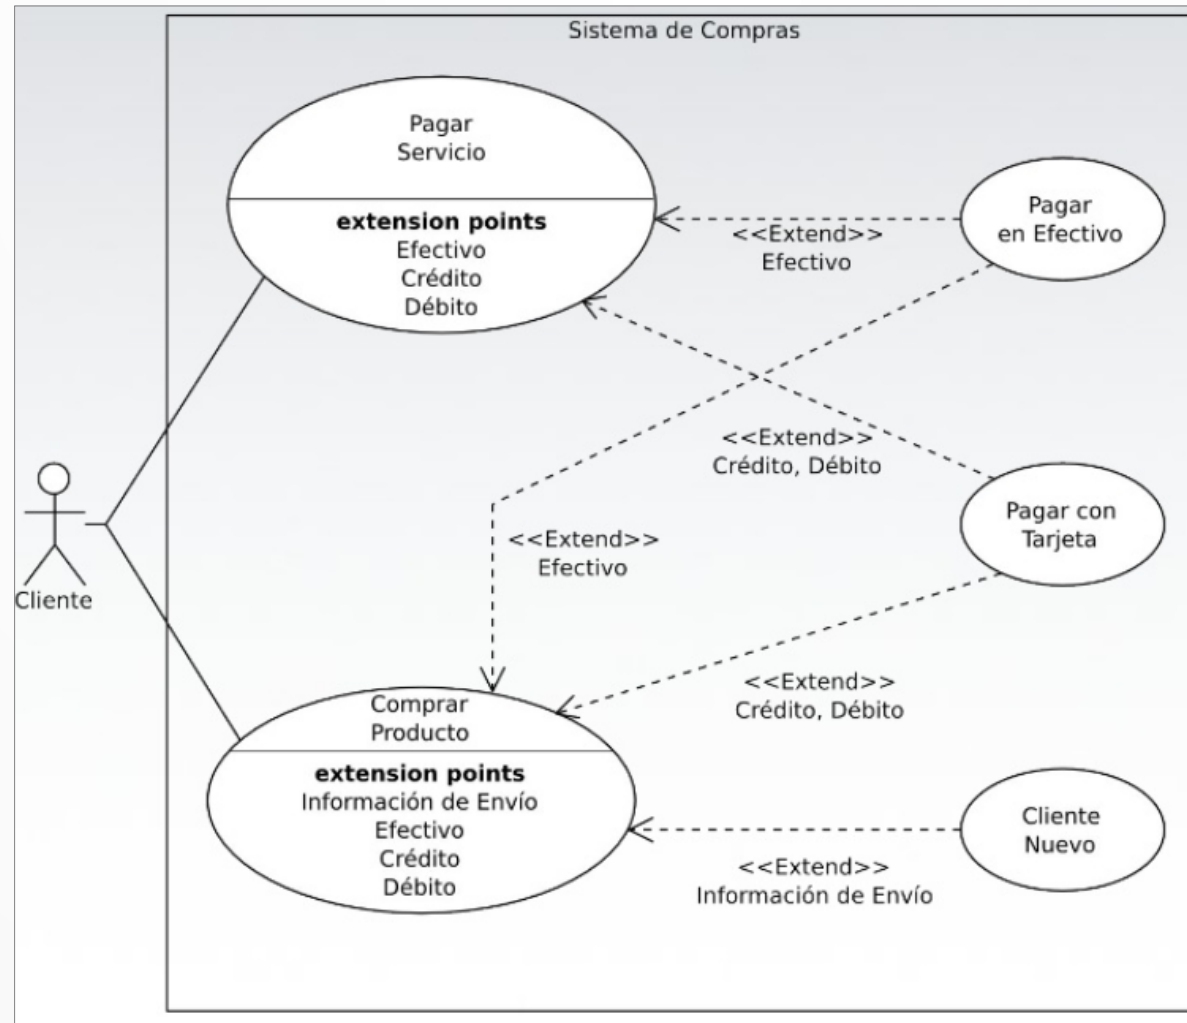 Sistema de Compras
Pagar
Servicio
extension points
Efectivo
Crédito
Débito
Pagar
en Efectivo
<<Extend>>
Efectivo
<<Extend>>
Crédito, Débito
Pagar con
Tarjeta
<<Extend>>
Efectivo
Cliente
<<Extend>>
Crédito, Débito
Comprar
Producto
extension points
Información de Envío
Efectivo
Crédito
Débito
Cliente
Nuevo
<<Extend>>
Información de Envío